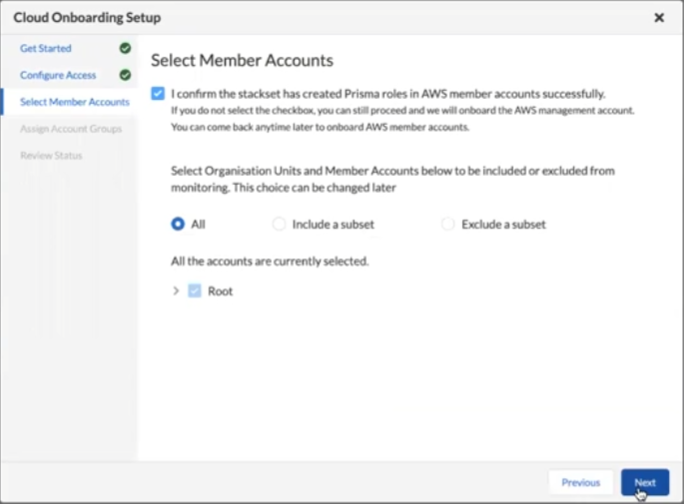 Cloud Onboarding Setup
Get Started
Configure Access
Select Member Accounts
Assign Account Groups
Review Status
Select Member Accounts
I confirm the stackset has created Prisma roles in AWS member accounts successfully.
If you do not select the checkbox, you can still proceed and we will onboard the AWS management account.
You can come back anytime later to onboard AWS member accounts.
Select Organisation Units and Member Accounts below to be included or excluded from
monitoring. This choice can be changed later
All
Include a subset
Exclude a subset
All the accounts are currently selected.
Root
Previous
Next